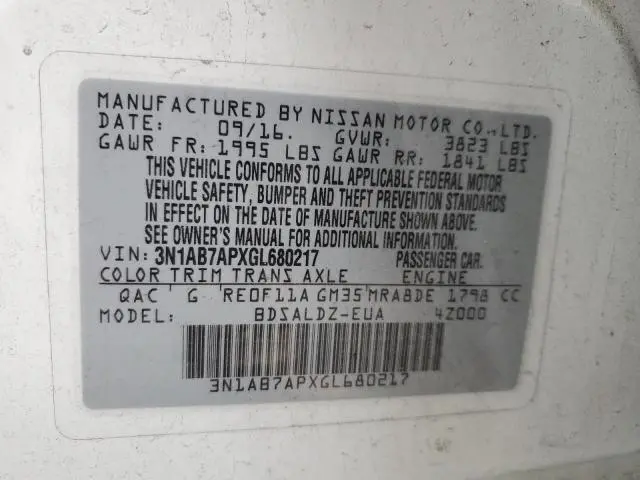 MANUFACTURED BY NISSAN MOTOR CO., LTD.
DATE: 09/16. GVWR: 3823 LBS
GAWR FR: 1995 LBS GAWR RR: 1841 LBS
THIS VEHICLE CONFORMS TO ALL APPLICABLE FEDERAL MOTOR
VEHICLE SAFETY, BUMPER AND THEFT PREVENTION STANDARDS
IN EFFECT ON THE DATE OF MANUFACTURE SHOWN ABOVE.
SEE OWNER'S MANUAL FOR ADDITIONAL INFORMATION.
VIN: 3N1AB7APXGL680217 PASSENGER CAR.
COLOR TRIM TRANS AXLE ENGINE
QAC G RE0F11A GM35 MRA8DE 1798 CC
MODEL: BDSALDZ-EUA 4Z000
3N1AB7APXGL680217